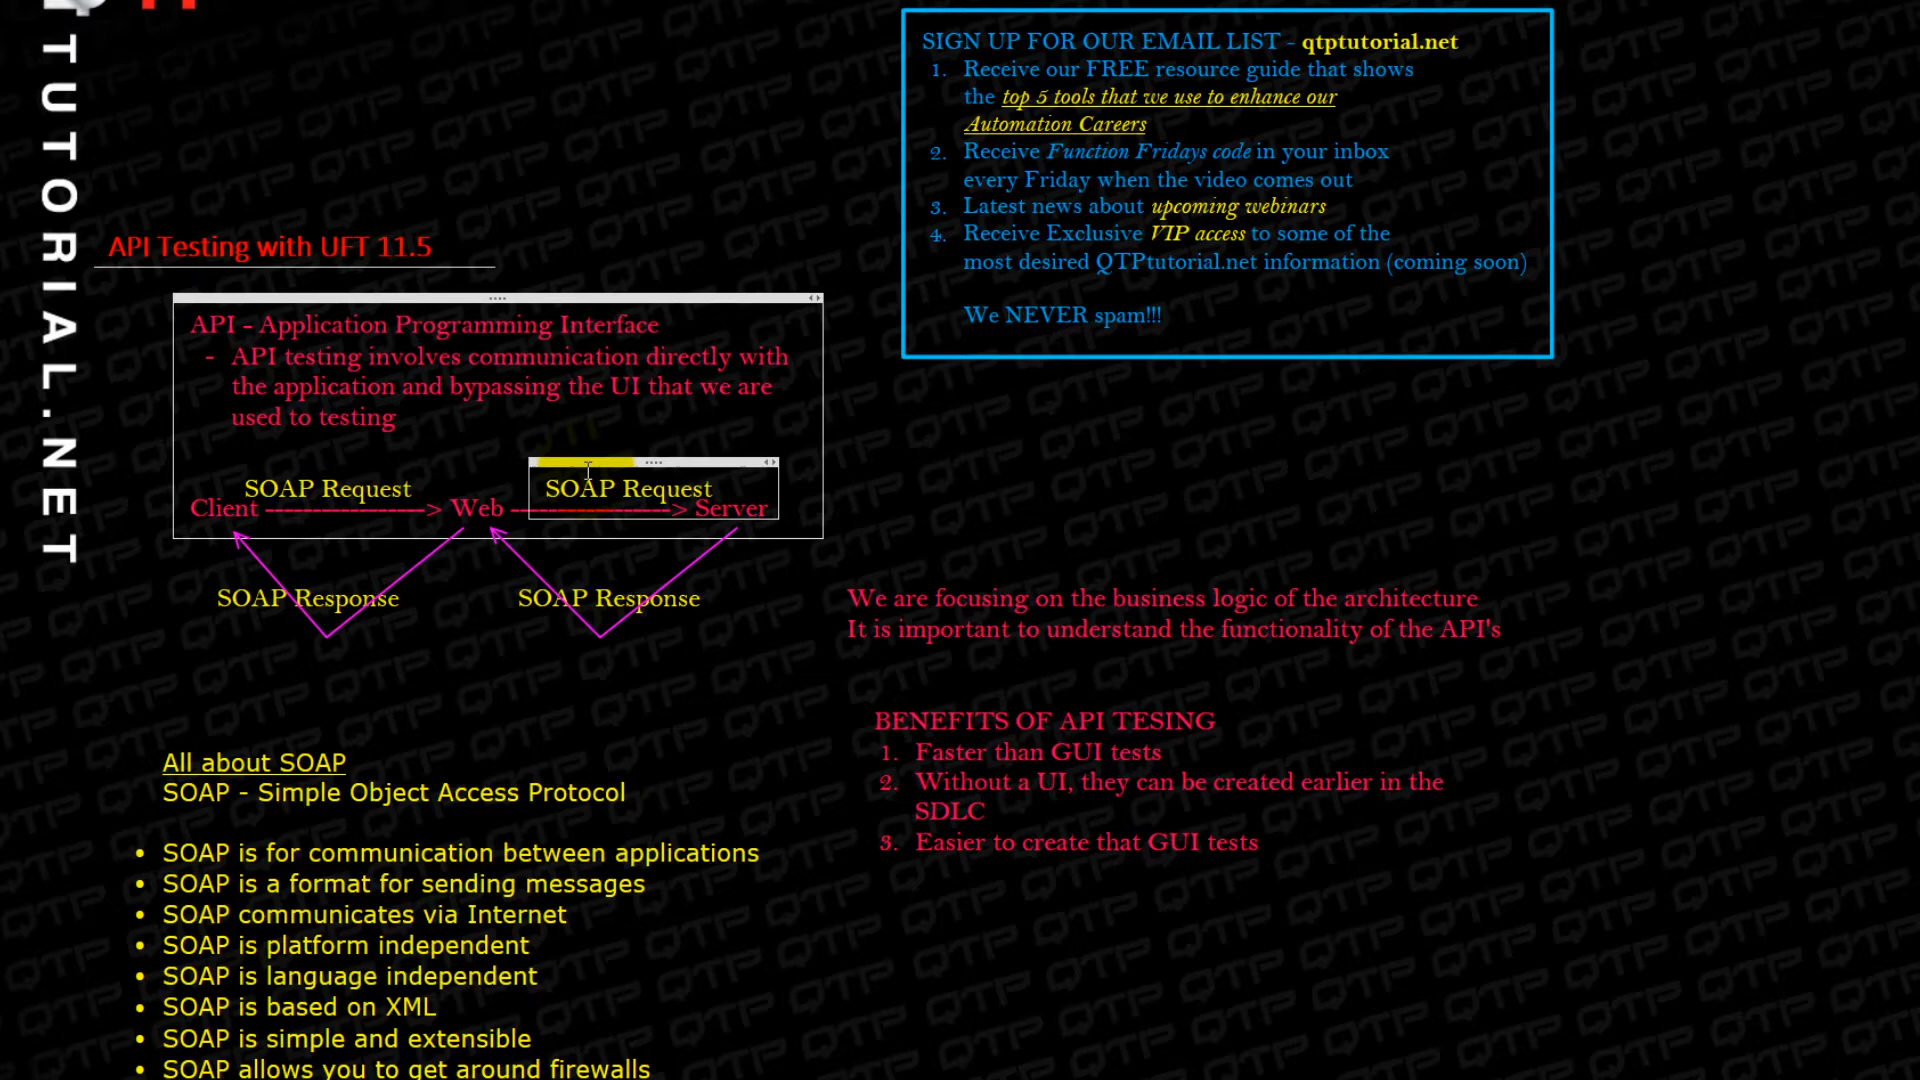 TUTORIAL.NET
API Testing with UFT 11.5
API - Application Programming Interface
- API testing involves communication directly with
the application and bypassing the UI that we are
used to testing
SOAP Request SOAP Request
Client -----------------> Web -----------------> Server
SOAP Response SOAP Response
All about SOAP
SOAP - Simple Object Access Protocol
• SOAP is for communication between applications
• SOAP is a format for sending messages
• SOAP communicates via Internet
• SOAP is platform independent
• SOAP is language independent
• SOAP is based on XML
• SOAP is simple and extensible
• SOAP allows you to get around firewalls
SIGN UP FOR OUR EMAIL LIST - qtptutorial.net
1. Receive our FREE resource guide that shows
the top 5 tools that we use to enhance our
Automation Careers
2. Receive Function Fridays code in your inbox
every Friday when the video comes out
3. Latest news about upcoming webinars
4. Receive Exclusive VIP access to some of the
most desired QTPtutorial.net information (coming soon)
We NEVER spam!!!
We are focusing on the business logic of the architecture
It is important to understand the functionality of the API's
BENEFITS OF API TESING
1. Faster than GUI tests
2. Without a UI, they can be created earlier in the
SDLC
3. Easier to create that GUI tests
QTP